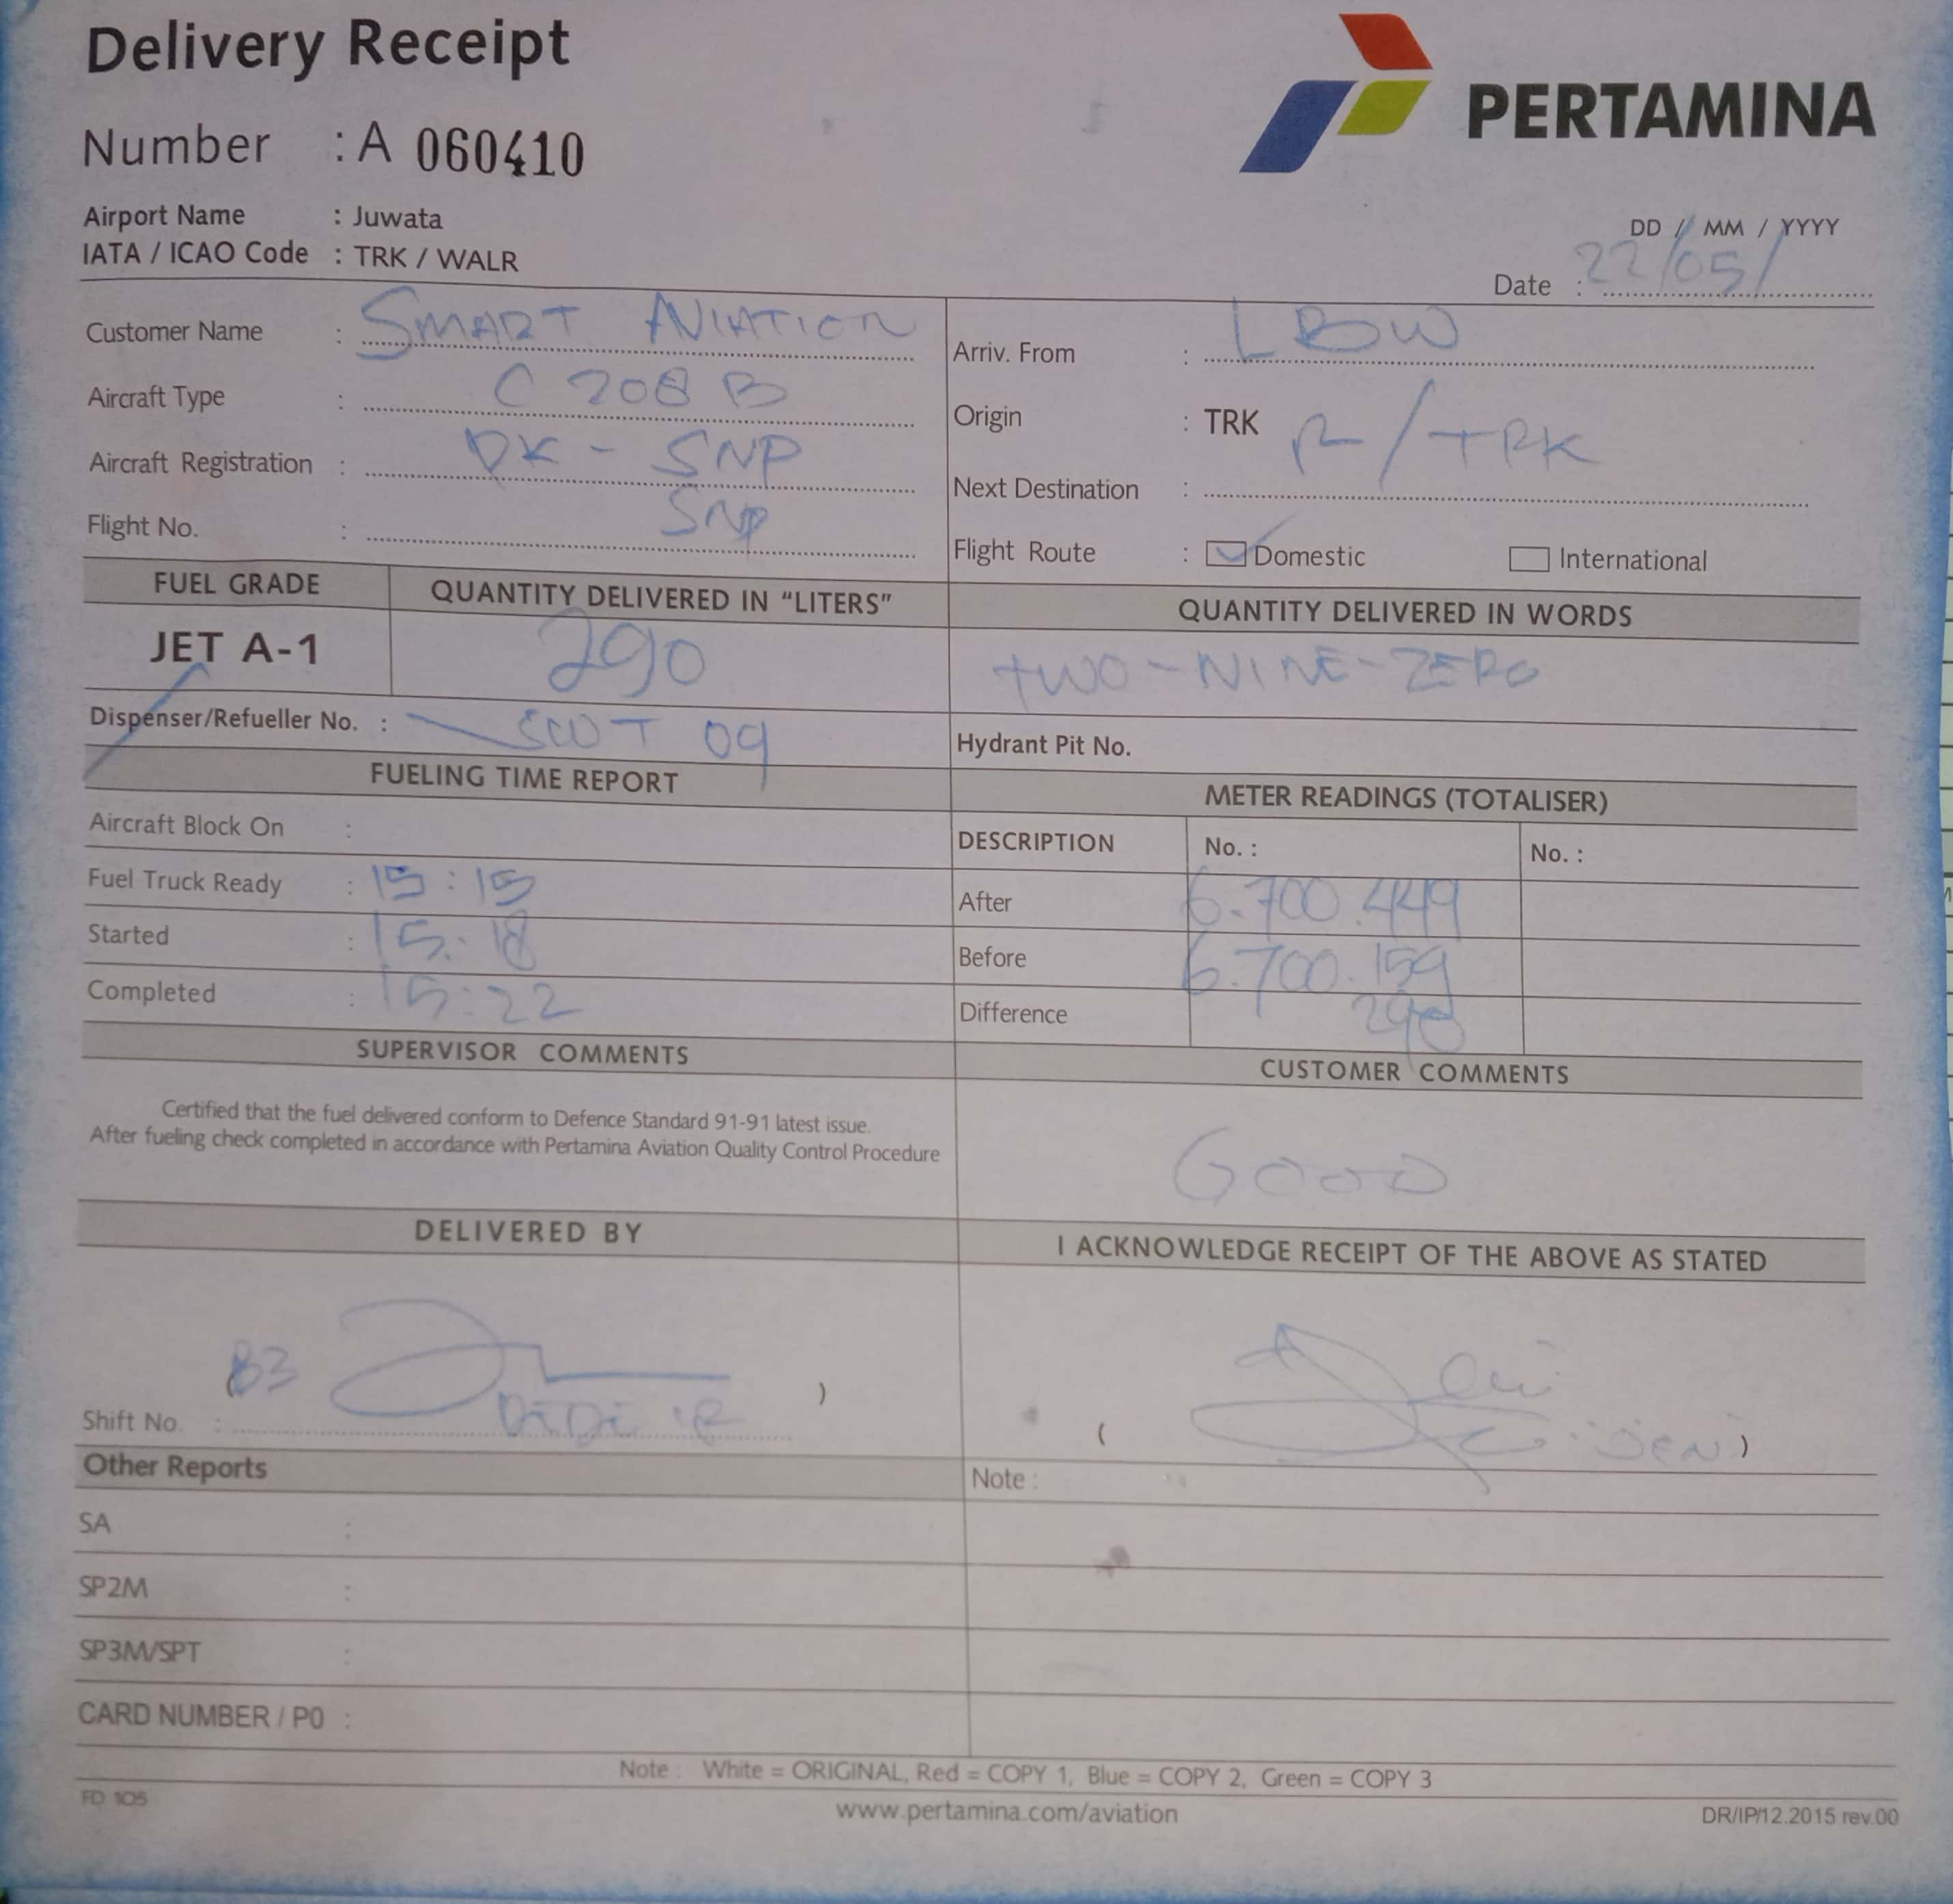 Delivery Receipt
PERTAMINA
Number : A 060410
Airport Name : Juwata
IATA / ICAO Code : TRK / WALR
DD / MM / YYYY
Date : 22/05/
Customer Name : SMART AVIATION
Arriv. From : LBW
Aircraft Type : C 208 B
Origin : TRK R/TRK
Aircraft Registration : PK - SNP
Next Destination :
Flight No. : SNP
Flight Route : Domestic International
FUEL GRADE QUANTITY DELIVERED IN “LITERS” QUANTITY DELIVERED IN WORDS
JET A-1 290 TWO-NINE-ZERO
Dispenser/Refueller No. : 09
Hydrant Pit No.
FUELING TIME REPORT METER READINGS (TOTALISER)
Aircraft Block On :
DESCRIPTION No. : No. :
Fuel Truck Ready : 15:15
After 6.700.449
Started : 15:18
Before 6.700.159
Completed : 15:22
Difference 290
SUPERVISOR COMMENTS CUSTOMER COMMENTS
Certified that the fuel delivered conform to Defence Standard 91-91 latest issue.
After fueling check completed in accordance with Pertamina Aviation Quality Control Procedure
GOOD
DELIVERED BY I ACKNOWLEDGE RECEIPT OF THE ABOVE AS STATED
Shift No. : B3 )
( )
Other Reports
Note :
SA :
SP2M :
SP3M/SPT :
CARD NUMBER / PO :
Note : White = ORIGINAL, Red = COPY 1, Blue = COPY 2, Green = COPY 3
FD 105 www.pertamina.com/aviation DR/IP/12.2015 rev.00